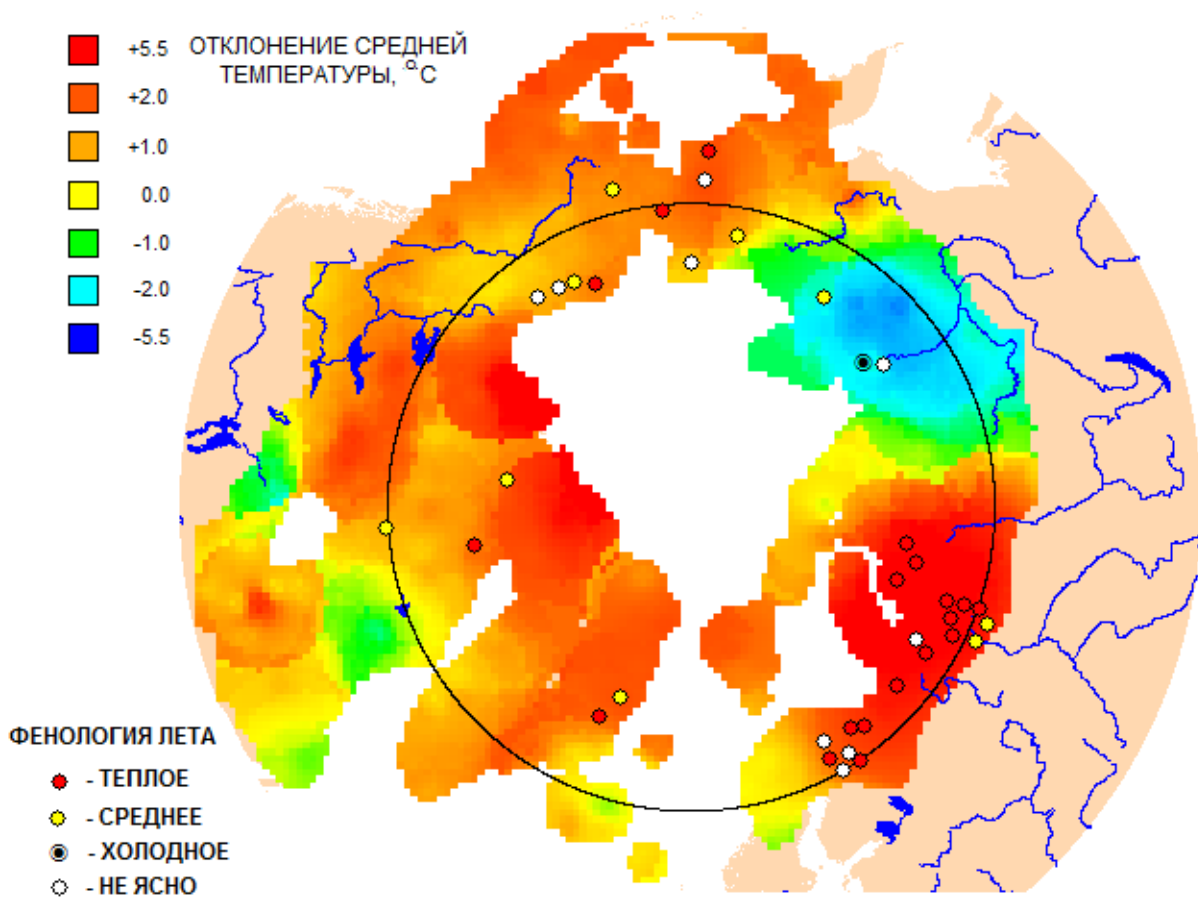 +5.5 ОТКЛОНЕНИЕ СРЕДНЕЙ
ТЕМПЕРАТУРЫ, °C
+2.0
+1.0
0.0
-1.0
-2.0
-5.5
ФЕНОЛОГИЯ ЛЕТА
- ТЕПЛОЕ
- СРЕДНЕЕ
- ХОЛОДНОЕ
- НЕ ЯСНО